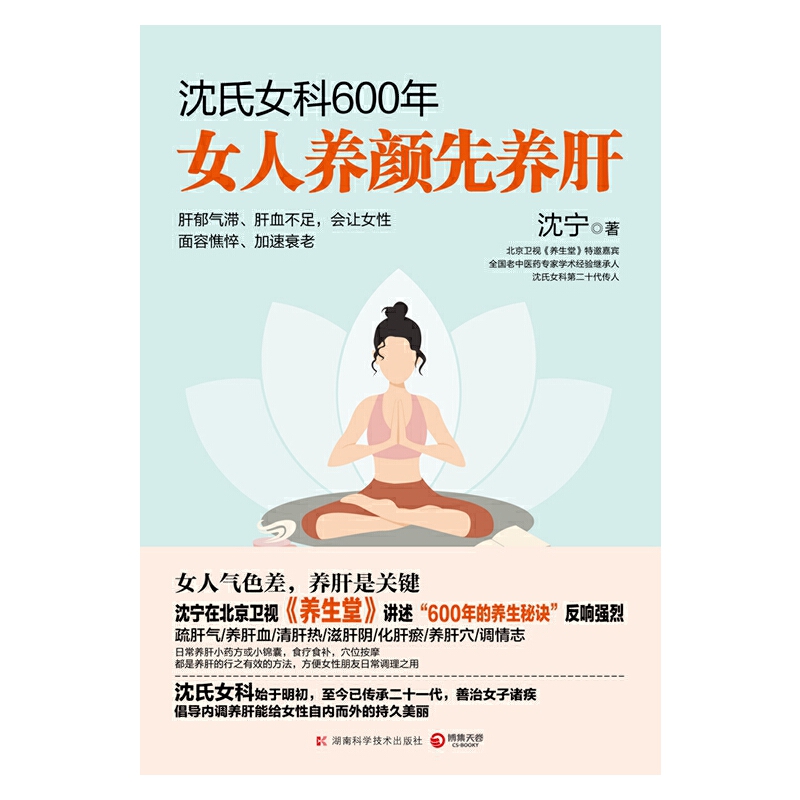 沈氏女科600年
女人养颜先养肝
肝郁气滞、肝血不足，会让女性
面容憔悴、加速衰老
沈宁◎著
北京卫视《养生堂》特邀嘉宾
全国老中医药专家学术经验继承人
沈氏女科第二十代传人
女人气色差，养肝是关键
沈宁在北京卫视《养生堂》讲述“600年的养生秘诀”反响强烈
疏肝气/养肝血/清肝热/滋肝阴/化肝瘀/养肝穴/调情志
日常养肝小药方或小锦囊，食疗食补，穴位按摩
都是养肝的行之有效的方法，方便女性朋友日常调理之用
沈氏女科始于明初，至今已传承二十一代，善治女子诸疾
倡导内调养肝能给女性自内而外的持久美丽
湖南科学技术出版社
博集天卷
CS-BOOKY